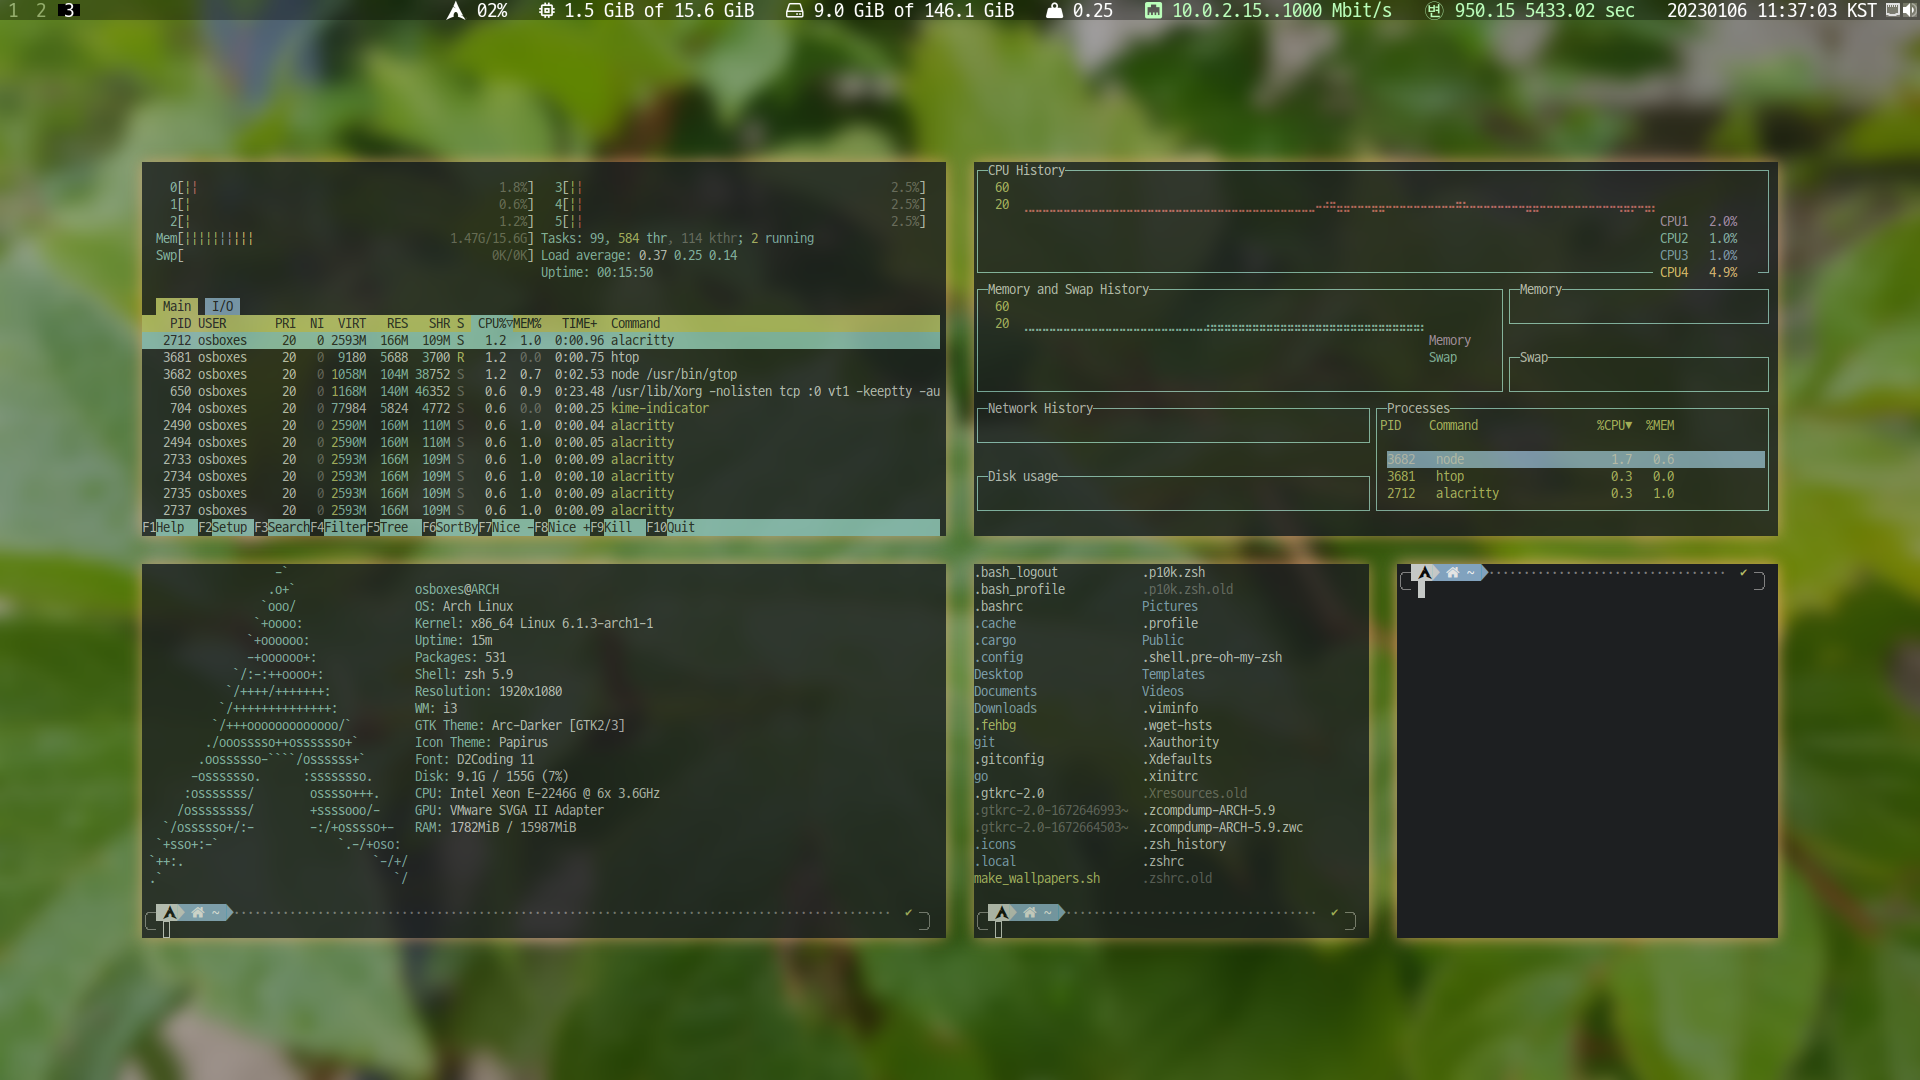 1 2 3 02% 1.5 GiB of 15.6 GiB 9.0 GiB of 146.1 GiB 0.25 10.0.2.15..1000 Mbit/s 변 950.15 5433.02 sec 20230106 11:37:03 KST
0[|| 1.8%] 3[|| 2.5%]
1[| 0.6%] 4[|| 2.5%]
2[| 1.2%] 5[|| 2.5%]
Mem[|||||||||| 1.47G/15.6G] Tasks: 99, 584 thr, 114 kthr; 2 running
Swp[ 0K/0K] Load average: 0.37 0.25 0.14
Uptime: 00:15:50
Main I/O
PID USER PRI NI VIRT RES SHR S CPU%▽MEM% TIME+ Command
2712 osboxes 20 0 2593M 166M 109M S 1.2 1.0 0:00.96 alacritty
3681 osboxes 20 0 9180 5688 3700 R 1.2 0.0 0:00.75 htop
3682 osboxes 20 0 1058M 104M 38752 S 1.2 0.7 0:02.53 node /usr/bin/gtop
650 osboxes 20 0 1168M 140M 46352 S 0.6 0.9 0:23.48 /usr/lib/Xorg -nolisten tcp :0 vt1 -keeptty -au
704 osboxes 20 0 77984 5824 4772 S 0.6 0.0 0:00.25 kime-indicator
2490 osboxes 20 0 2590M 160M 110M S 0.6 1.0 0:00.04 alacritty
2494 osboxes 20 0 2590M 160M 110M S 0.6 1.0 0:00.05 alacritty
2733 osboxes 20 0 2593M 166M 109M S 0.6 1.0 0:00.09 alacritty
2734 osboxes 20 0 2593M 166M 109M S 0.6 1.0 0:00.10 alacritty
2735 osboxes 20 0 2593M 166M 109M S 0.6 1.0 0:00.09 alacritty
2737 osboxes 20 0 2593M 166M 109M S 0.6 1.0 0:00.09 alacritty
F1Help F2Setup F3SearchF4FilterF5Tree F6SortByF7Nice -F8Nice +F9Kill F10Quit
CPU History
60
20
CPU1 2.0%
CPU2 1.0%
CPU3 1.0%
CPU4 4.9%
Memory and Swap History
60
20
Memory
Swap
Memory
Swap
Network History
Disk usage
Processes
PID Command %CPU▼ %MEM
3682 node 1.7 0.6
3681 htop 0.3 0.0
2712 alacritty 0.3 1.0
-`
.o+` osboxes@ARCH
`ooo/ OS: Arch Linux
`+oooo: Kernel: x86_64 Linux 6.1.3-arch1-1
`+oooooo: Uptime: 15m
-+oooooo+: Packages: 531
`/:-:++oooo+: Shell: zsh 5.9
`/++++/+++++++: Resolution: 1920x1080
`/++++++++++++++: WM: i3
`/+++ooooooooooooo/` GTK Theme: Arc-Darker [GTK2/3]
./ooosssso++osssssso+` Icon Theme: Papirus
.oossssso-````/ossssss+` Font: D2Coding 11
-osssssso. :ssssssso. Disk: 9.1G / 155G (7%)
:osssssss/ osssso+++. CPU: Intel Xeon E-2246G @ 6x 3.6GHz
/ossssssss/ +ssssooo/- GPU: VMware SVGA II Adapter
`/ossssso+/:- -:/+osssso+- RAM: 1782MiB / 15987MiB
`+sso+:-` `.-/+oso:
`++:. `-/+/
.` `/
~ ✔
.bash_logout .p10k.zsh
.bash_profile .p10k.zsh.old
.bashrc Pictures
.cache .profile
.cargo Public
.config .shell.pre-oh-my-zsh
Desktop Templates
Documents Videos
Downloads .viminfo
.fehbg .wget-hsts
git .Xauthority
.gitconfig .Xdefaults
go .xinitrc
.gtkrc-2.0 .Xresources.old
.gtkrc-2.0-1672646993~ .zcompdump-ARCH-5.9
.gtkrc-2.0-1672664503~ .zcompdump-ARCH-5.9.zwc
.icons .zsh_history
.local .zshrc
make_wallpapers.sh .zshrc.old
~ ✔
~ ✔